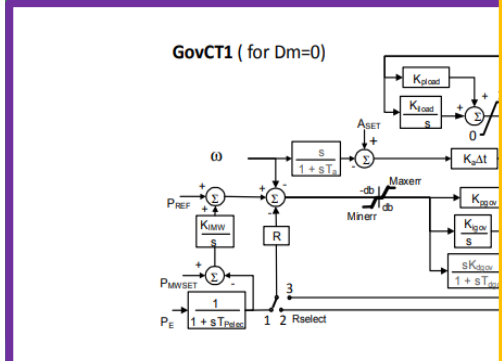 GovCT1 ( for Dm=0)
Kpload
Kiload
s
+
+
Σ
0
ASET
+
ω
s
1 + sTa
-
Σ
KaΔt
Maxerr
-db
db
Minerr
PREF
+
Σ
+
+
-
Σ
-
Kpgov
KIMW
s
R
Kigov
s
+
Σ
-
PMWSET
sKdgov
3
PE
1
1 + sTPelec
1 2 Rselect